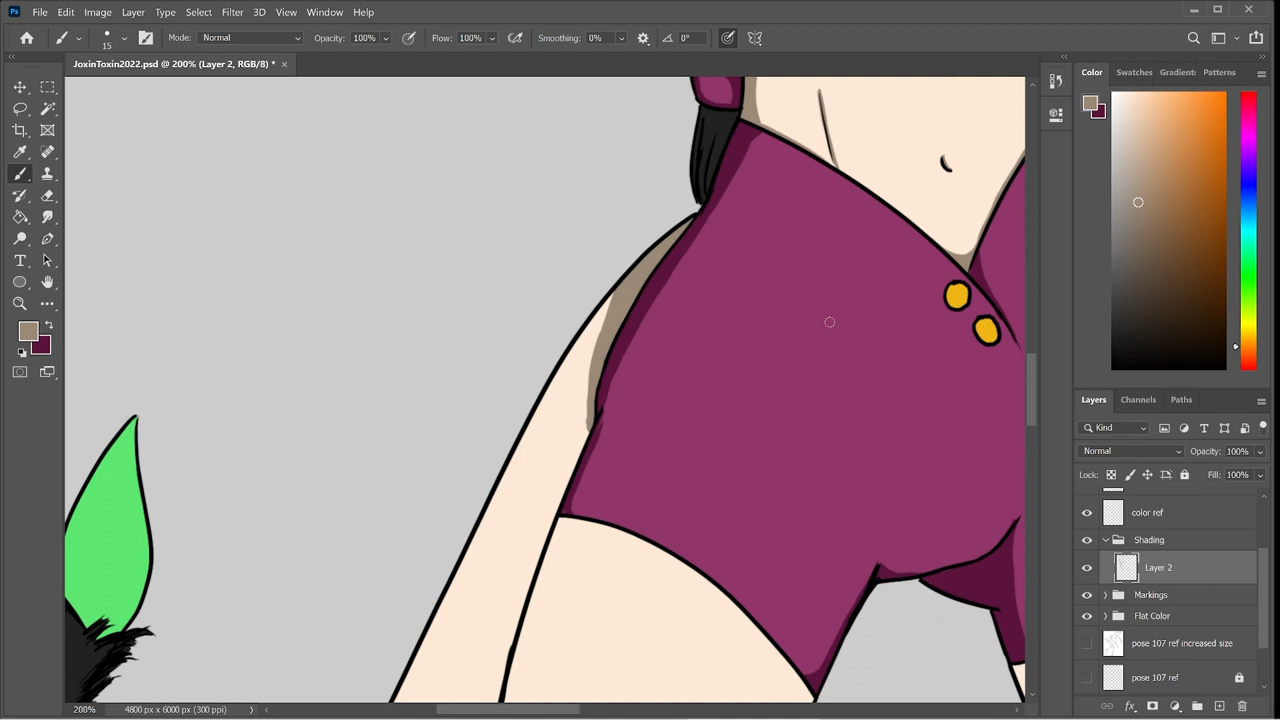 Ps File Edit Image Layer Type Select Filter 3D View Window Help
15 Mode: Normal Opacity: 100% Flow: 100% Smoothing: 0% 0°
JoxinToxin2022.psd @ 200% (Layer 2, RGB/8) *
Color Swatches Gradient: Patterns
Layers Channels Paths
Kind
Normal Opacity: 100%
Lock: Fill: 100%
color ref
Shading
Layer 2
Markings
Flat Color
pose 107 ref increased size
pose 107 ref
200% 4800 px x 6000 px (300 ppi)